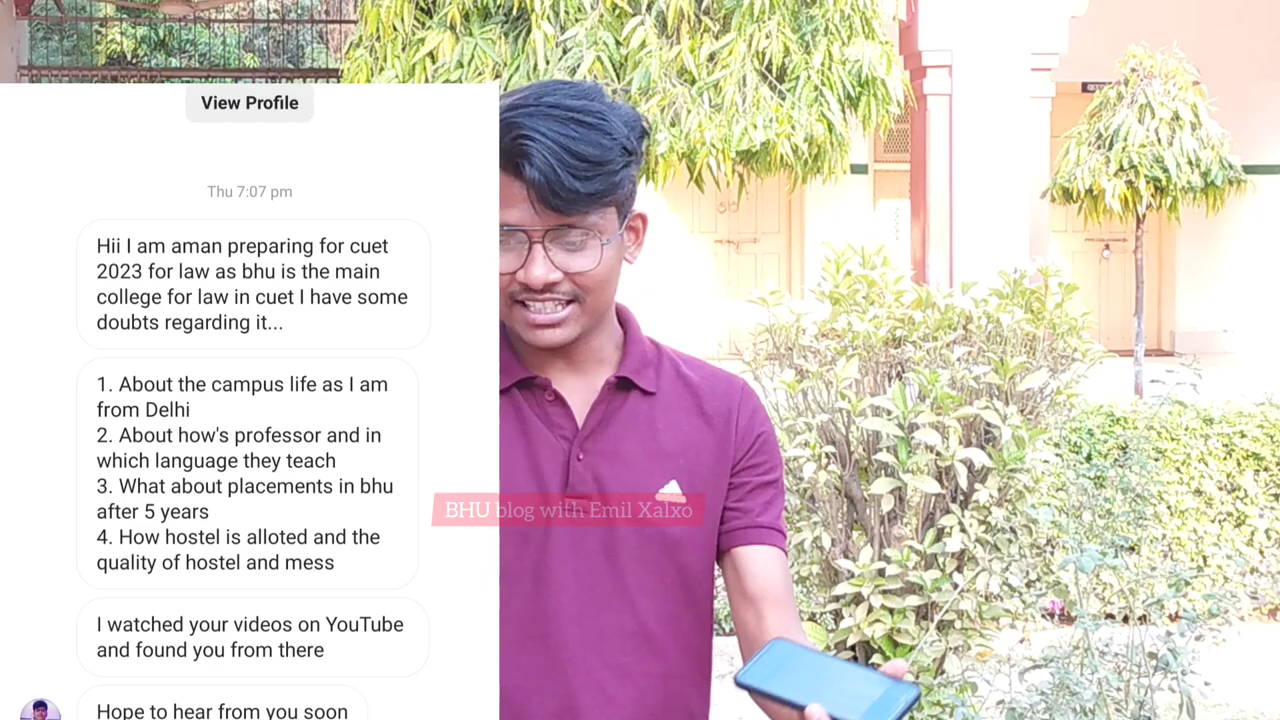 View Profile
Thu 7:07 pm
Hii I am aman preparing for cuet
2023 for law as bhu is the main
college for law in cuet I have some
doubts regarding it...
1. About the campus life as I am
from Delhi
2. About how's professor and in
which language they teach
3. What about placements in bhu
after 5 years
4. How hostel is alloted and the
quality of hostel and mess
I watched your videos on YouTube
and found you from there
Hope to hear from you soon
BHU blog with Emil Xalxo